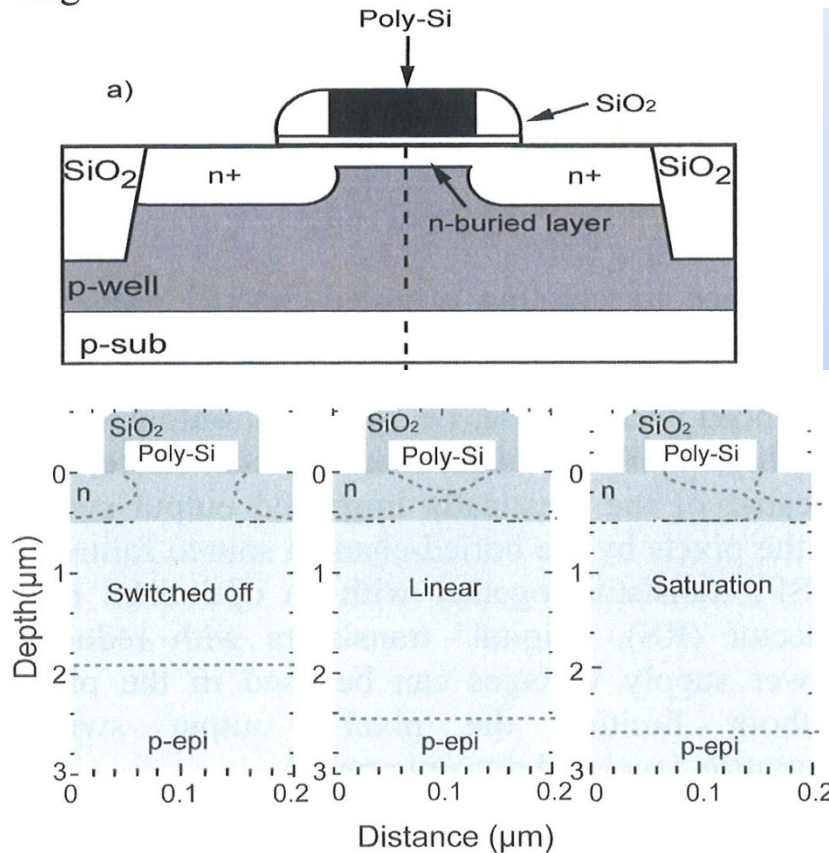 Poly-Si
a)
SiO2
SiO2
n+
n+
SiO2
n-buried layer
p-well
p-sub
SiO2
Poly-Si
SiO2
Poly-Si
SiO2
Poly-Si
0
n
0
n
0
n
1
Switched off
1
Linear
1
Saturation
2
2
2
p-epi
p-epi
p-epi
3
3
3
0
0.1
0.2
0
0.1
0.2
0
0.1
0.2
Depth(μm)
Distance (μm)